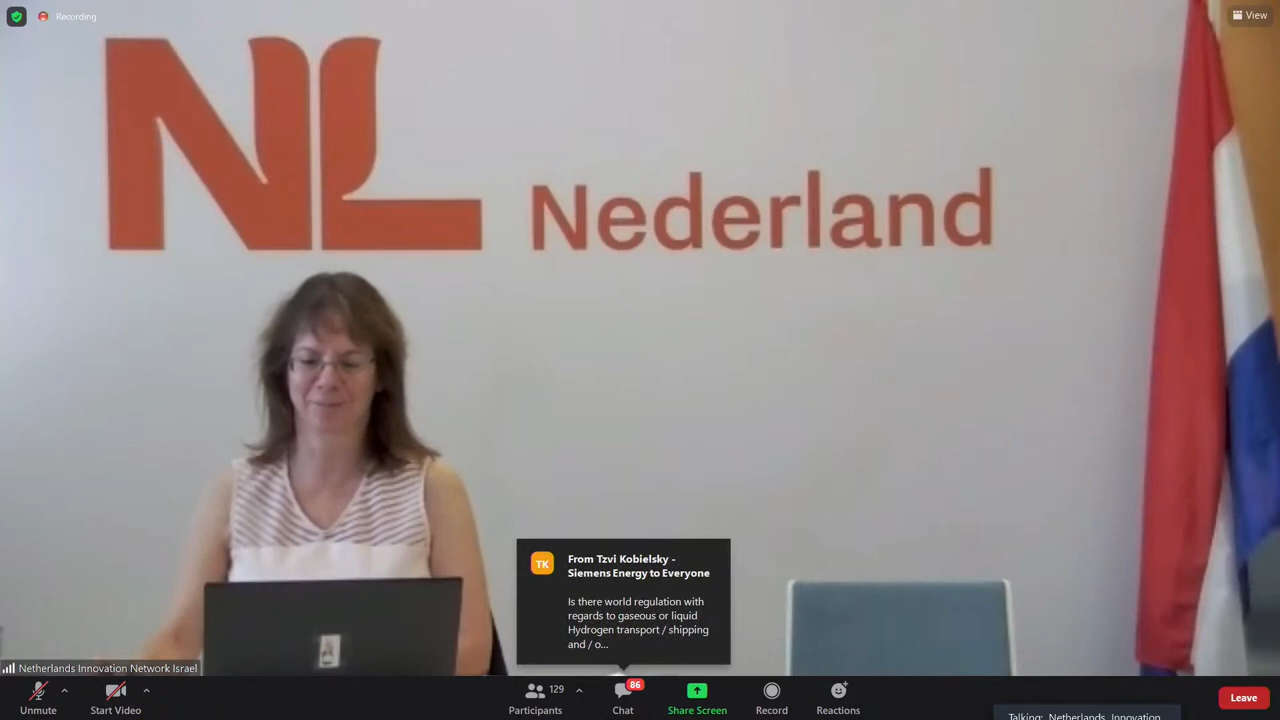 Recording
View
NL Nederland
From Tzvi Kobielsky -
Siemens Energy to Everyone
TK
Is there world regulation with
regards to gaseous or liquid
Hydrogen transport / shipping
and / o...
Netherlands Innovation Network Israel
Unmute
Start Video
129
Participants
86
Chat
Share Screen
Record
Reactions
Talking: Netherlands Innovation
Leave